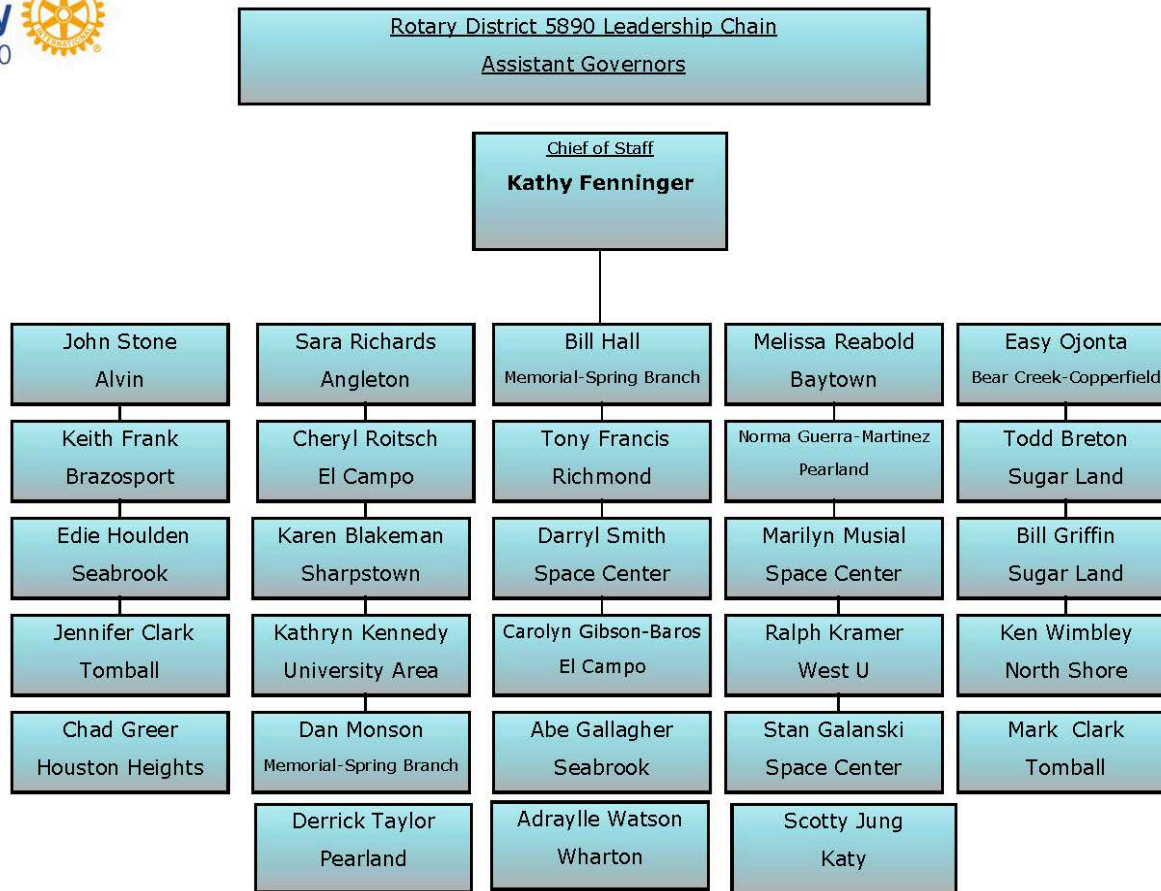 y
0
INTERNATIONAL
Rotary District 5890 Leadership Chain
Assistant Governors
Chief of Staff
Kathy Fenninger
John Stone
Alvin
Sara Richards
Angleton
Bill Hall
Memorial-Spring Branch
Melissa Reabold
Baytown
Easy Ojonta
Bear Creek-Copperfield
Keith Frank
Brazosport
Cheryl Roitsch
El Campo
Tony Francis
Richmond
Norma Guerra-Martinez
Pearland
Todd Breton
Sugar Land
Edie Houlden
Seabrook
Karen Blakeman
Sharpstown
Darryl Smith
Space Center
Marilyn Musial
Space Center
Bill Griffin
Sugar Land
Jennifer Clark
Tomball
Kathryn Kennedy
University Area
Carolyn Gibson-Baros
El Campo
Ralph Kramer
West U
Ken Wimbley
North Shore
Chad Greer
Houston Heights
Dan Monson
Memorial-Spring Branch
Abe Gallagher
Seabrook
Stan Galanski
Space Center
Mark Clark
Tomball
Derrick Taylor
Pearland
Adraylle Watson
Wharton
Scotty Jung
Katy